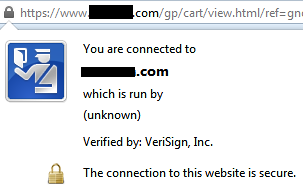 https://www. .com/gp/cart/view.html/ref=gno
You are connected to
.com
which is run by
(unknown)
Verified by: VeriSign, Inc.
The connection to this website is secure.